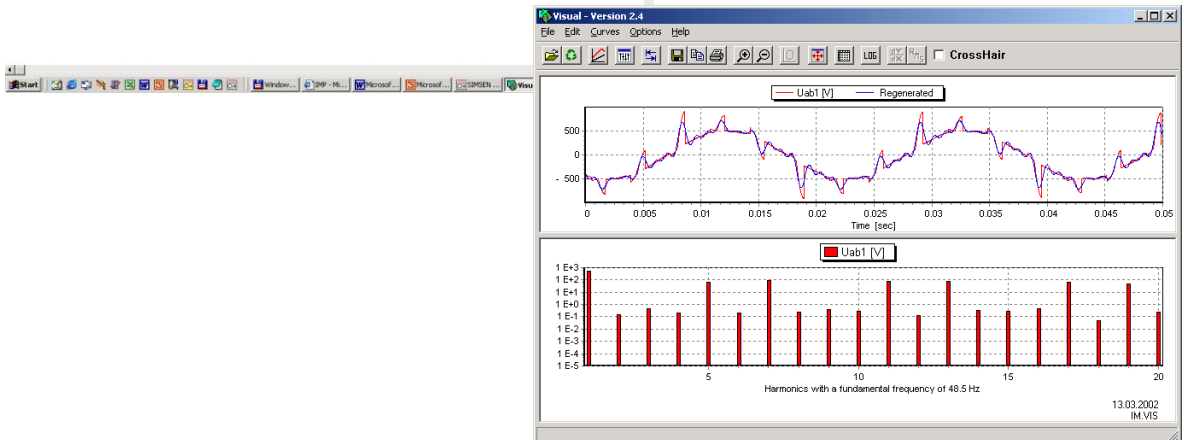 Visual - Version 2.4
File Edit Curves Options Help
LOG
CrossHair
Start
Window...
IMP - Mi...
Microsof...
Microsof...
SIMSEN ...
Visu
Uab1 [V]
Regenerated
500
0
- 500
0 0.005 0.01 0.015 0.02 0.025 0.03 0.035 0.04 0.045 0.05
Time [sec]
Uab1 [V]
1 E+3
1 E+2
1 E+1
1 E+0
1 E-1
1 E-2
1 E-3
1 E-4
1 E-5
5 10 15 20
Harmonics with a fundamental frequency of 48.5 Hz
13.03.2002
IM.VIS